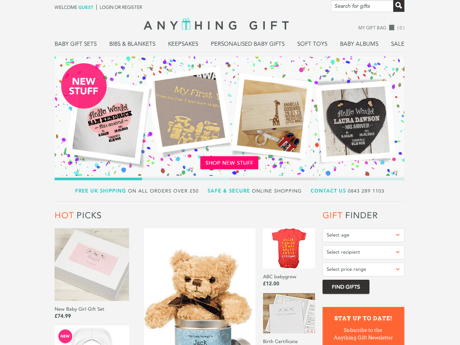 WELCOME GUEST | LOGIN OR REGISTER
Search for gifts
ANYTHING GIFT
MY GIFT BAG (0)
BABY GIFT SETS BIBS & BLANKETS KEEPSAKES PERSONALISED BABY GIFTS SOFT TOYS BABY ALBUMS SALE
NEW STUFF
Hello World
SAM KENDRICK
My First
Hello World
LAURA DAWSON
SHOP NEW STUFF
FREE UK SHIPPING ON ALL ORDERS OVER £50 SAFE & SECURE ONLINE SHOPPING CONTACT US 0843 289 1103
HOT PICKS
New Baby Girl Gift Set
£74.99
NEW
Jack
ABC babygrow
£12.00
Birth Certificate
GIFT FINDER
Select age
Select recipient
Select price range
FIND GIFTS
STAY UP TO DATE!
Subscribe to the
Anything Gift Newsletter